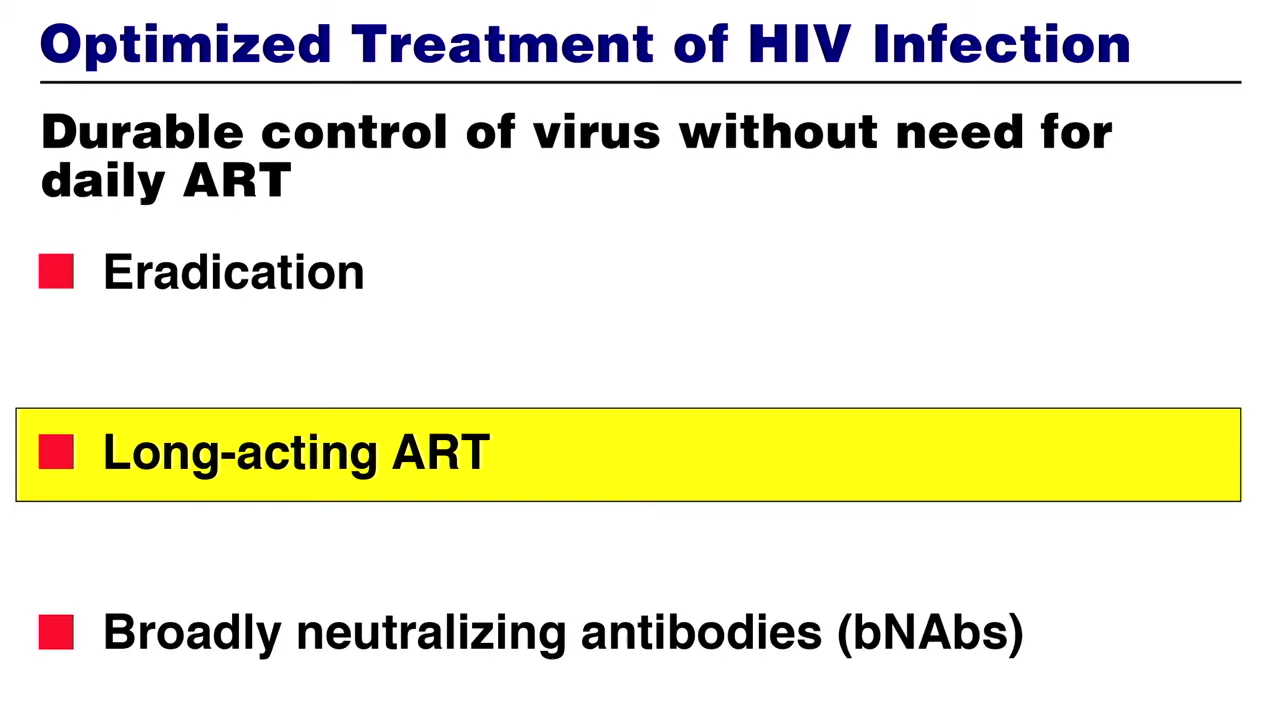 Optimized Treatment of HIV Infection
Durable control of virus without need for
daily ART
Eradication
Long-acting ART
Broadly neutralizing antibodies (bNAbs)